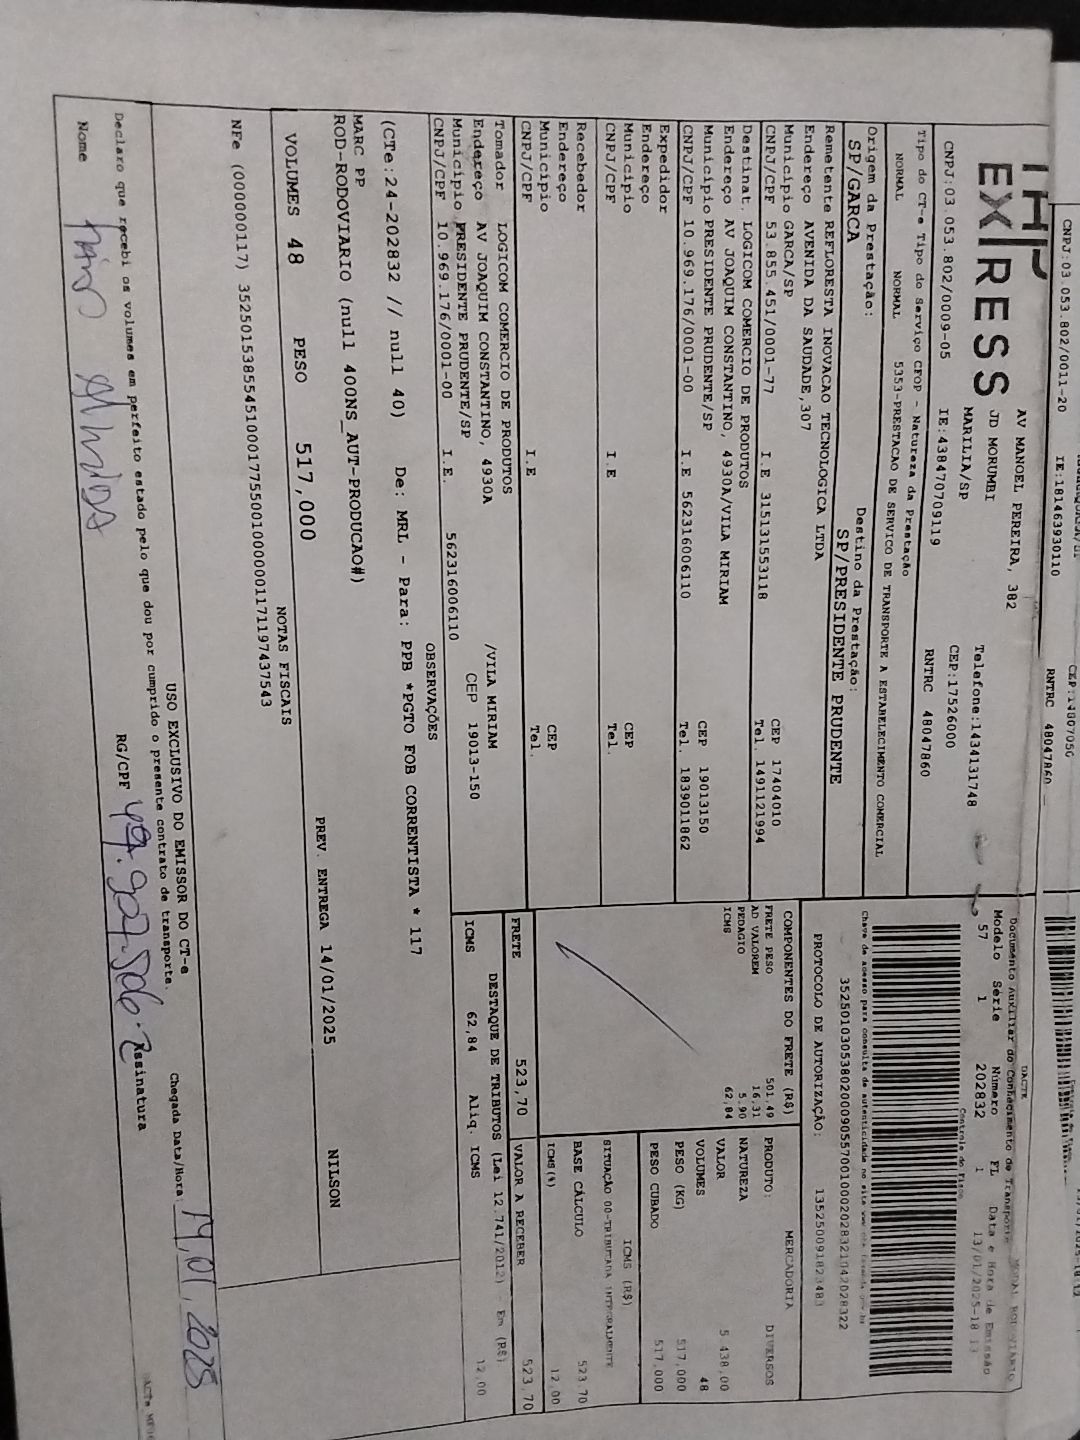 CNPJ:03.053.802/0011-20 IE:181463930110
RNTRC 48047860
EX|RESS
AV MANOEL PEREIRA, 382
JD MORUMBI
MARILIA/SP
Telefone:1434131748
CEP:17526000
CNPJ:03.053.802/0009-05 IE:438470709119 RNTRC 48047860
DACTE
Documento Auxiliar do Conhecimento de Transporte
Modelo Série Número FL Data e Hora de Emissão
57 1 202832 1 13/01/2025-18
Controle do Fisco
Tipo do CT-e Tipo do Serviço CFOP - Natureza da Prestação
NORMAL NORMAL 5353-PRESTACAO DE SERVICO DE TRANSPORTE A ESTABELECIMENTO COMERCIAL
Chave de acesso para consulta de autenticidade no site
PROTOCOLO DE AUTORIZAÇÃO:
Origem da Prestação: Destino da Prestação:
SP/GARCA SP/PRESIDENTE PRUDENTE
Remetente REFLORESTA INOVACAO TECNOLOGICA LTDA
Endereço AVENIDA DA SAUDADE,307
Município GARCA/SP CEP 17404010
CNPJ/CPF 53.855.451/0001-77 I.E 315131553118 Tel. 1491121994
Destinat. LOGICOM COMERCIO DE PRODUTOS
Endereço AV JOAQUIM CONSTANTINO, 4930A/VILA MIRIAM
Município PRESIDENTE PRUDENTE/SP CEP 19013150
CNPJ/CPF 10.969.176/0001-00 I.E 562316006110 Tel. 1839011862
Expedidor
Endereço
Município CEP
CNPJ/CPF I.E Tel.
Recebedor
Endereço
Município CEP
CNPJ/CPF I.E Tel.
Tomador LOGICOM COMERCIO DE PRODUTOS
Endereço AV JOAQUIM CONSTANTINO, 4930A /VILA MIRIAM
Município PRESIDENTE PRUDENTE/SP CEP 19013-150
CNPJ/CPF 10.969.176/0001-00 I.E. 562316006110
COMPONENTES DO FRETE (R$)
FRETE PESO 501,49
AD VALOREM 16,31
PEDAGIO 5,90
ICMS 62,84
MERCADORIA
PRODUTO: DIVERSOS
NATUREZA
VALOR 5.438,00
VOLUMES 48
PESO (KG) 517,000
PESO CUBADO 517,000
ICMS (R$)
SITUAÇÃO 00-TRIBUTADA INTEGRALMENTE
BASE CÁLCULO 523,70
ICMS(%) 12,00
FRETE 523,70 VALOR A RECEBER 523,70
DESTAQUE DE TRIBUTOS (Lei 12.741/2012) - Em (R$)
ICMS 62,84 Aliq. ICMS 12,00
OBSERVAÇÕES
(CTe:24-202832 // null 40) De: MRL - Para: PPB *PGTO FOB CORRENTISTA * 117
MARC PP
ROD-RODOVIARIO (null 400NS_AUT-PRODUCAO#)
VOLUMES 48 PESO 517,000 PREV. ENTREGA 14/01/2025 NILSON
NOTAS FISCAIS
NFe (000000117)
USO EXCLUSIVO DO EMISSOR DO CT-e
Chegada Data/Hora 14,01,2025
Declaro que recebi os volumes em perfeito estado pelo que dou por cumprido o presente contrato de transporte.
Nome RG/CPF Assinatura